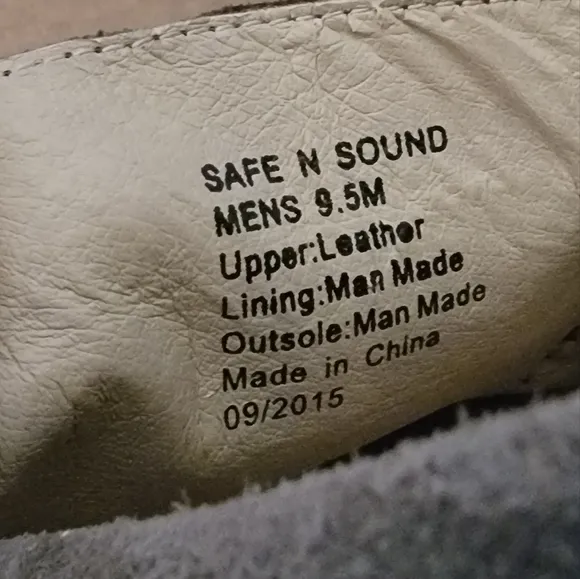 SAFE N SOUND
MENS 9.5M
Upper:Leather
Lining:Man Made
Outsole:Man Made
Made in China
09/2015